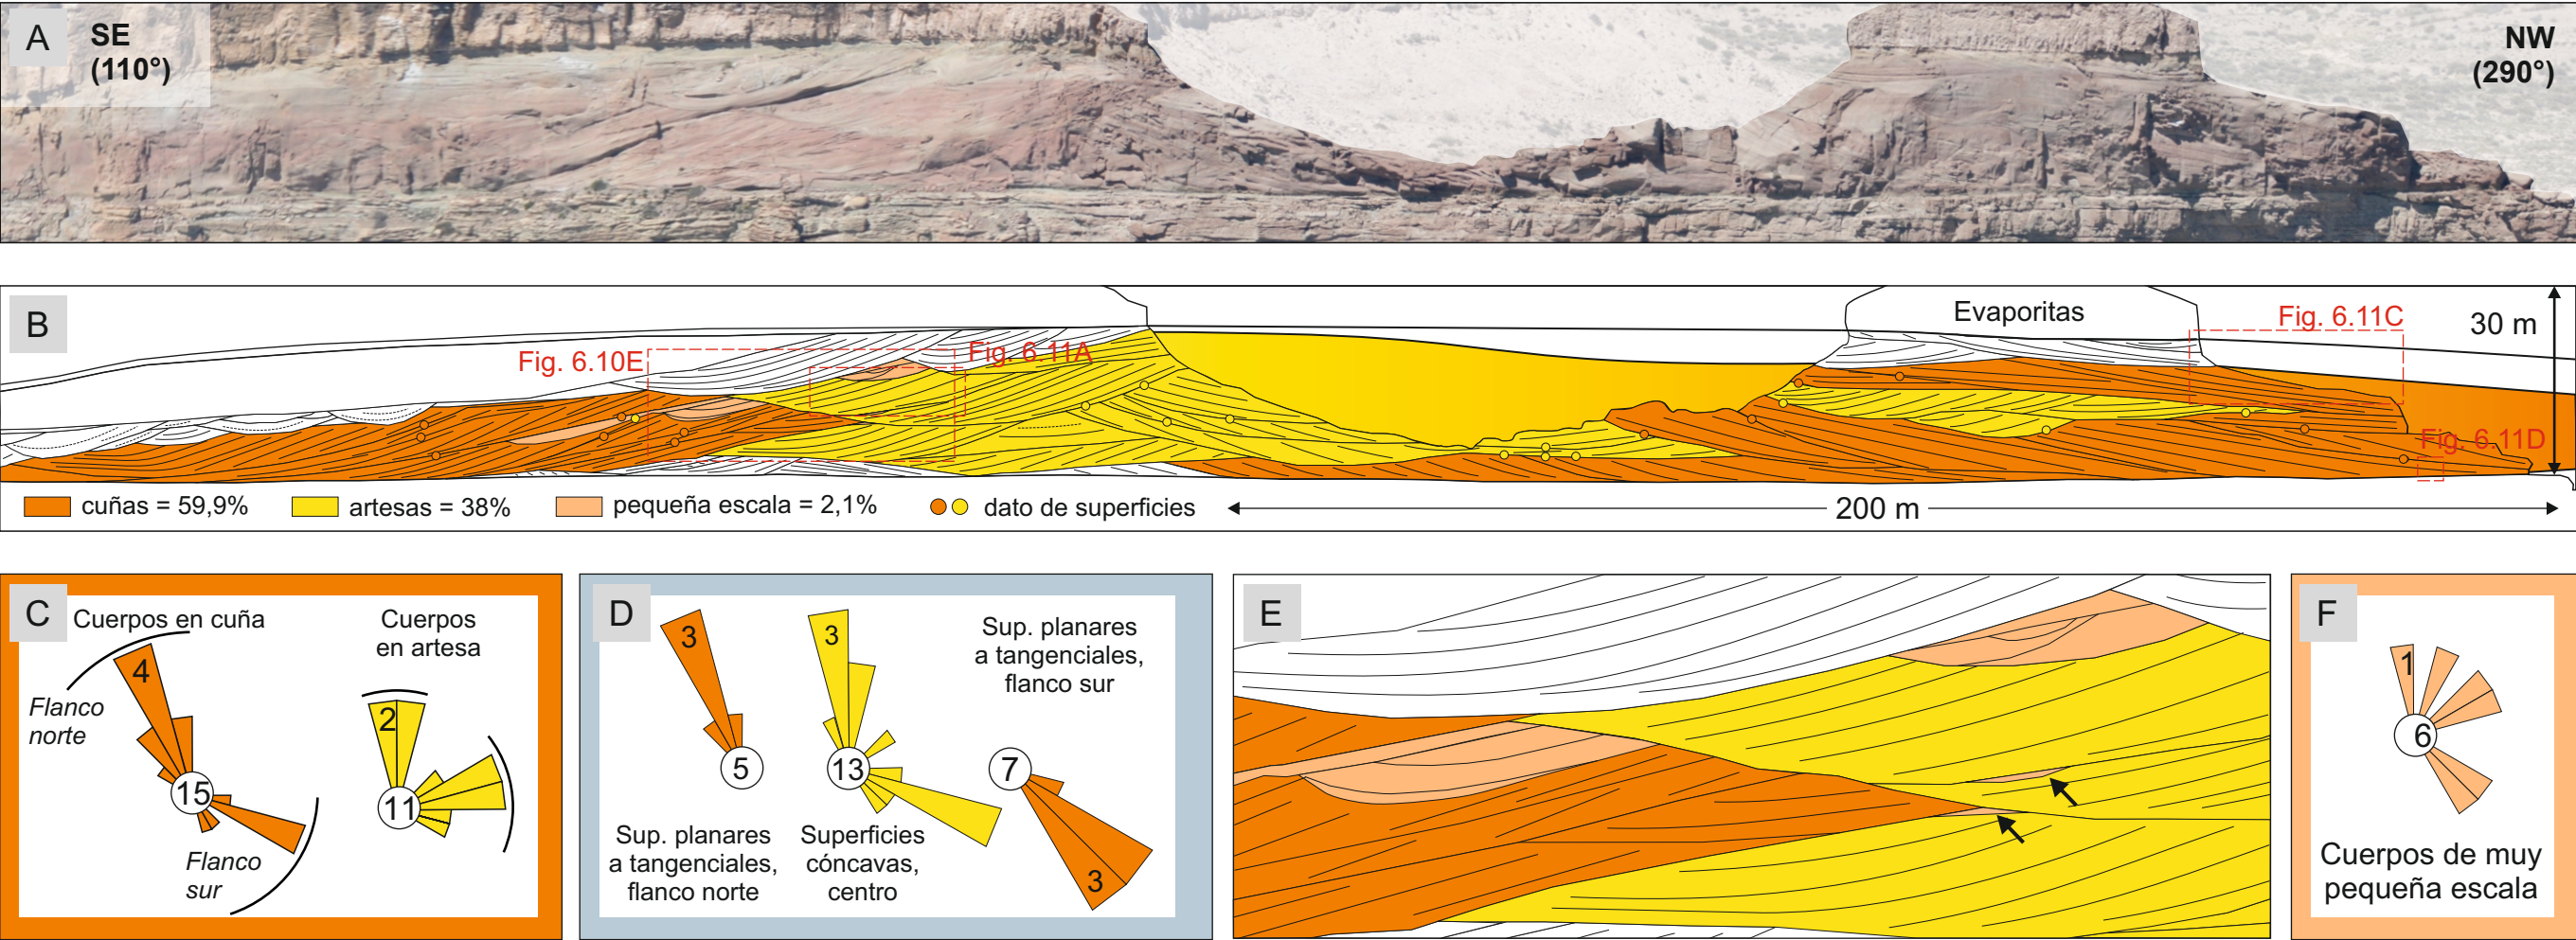 A
SE
(110°)
NW
(290°)
B
Evaporitas
Fig. 6.11C
30 m
Fig. 6.10E
Fig. 6.11A
Fig. 6.11D
cuñas = 59,9%
artesas = 38%
pequeña escala = 2,1%
dato de superficies
200 m
C
Cuerpos en cuña
4
Flanco
norte
15
Flanco
sur
Cuerpos
en artesa
2
11
D
3
5
Sup. planares
a tangenciales,
flanco norte
3
13
Superficies
cóncavas,
centro
Sup. planares
a tangenciales,
flanco sur
7
3
E
F
1
6
Cuerpos de muy
pequeña escala